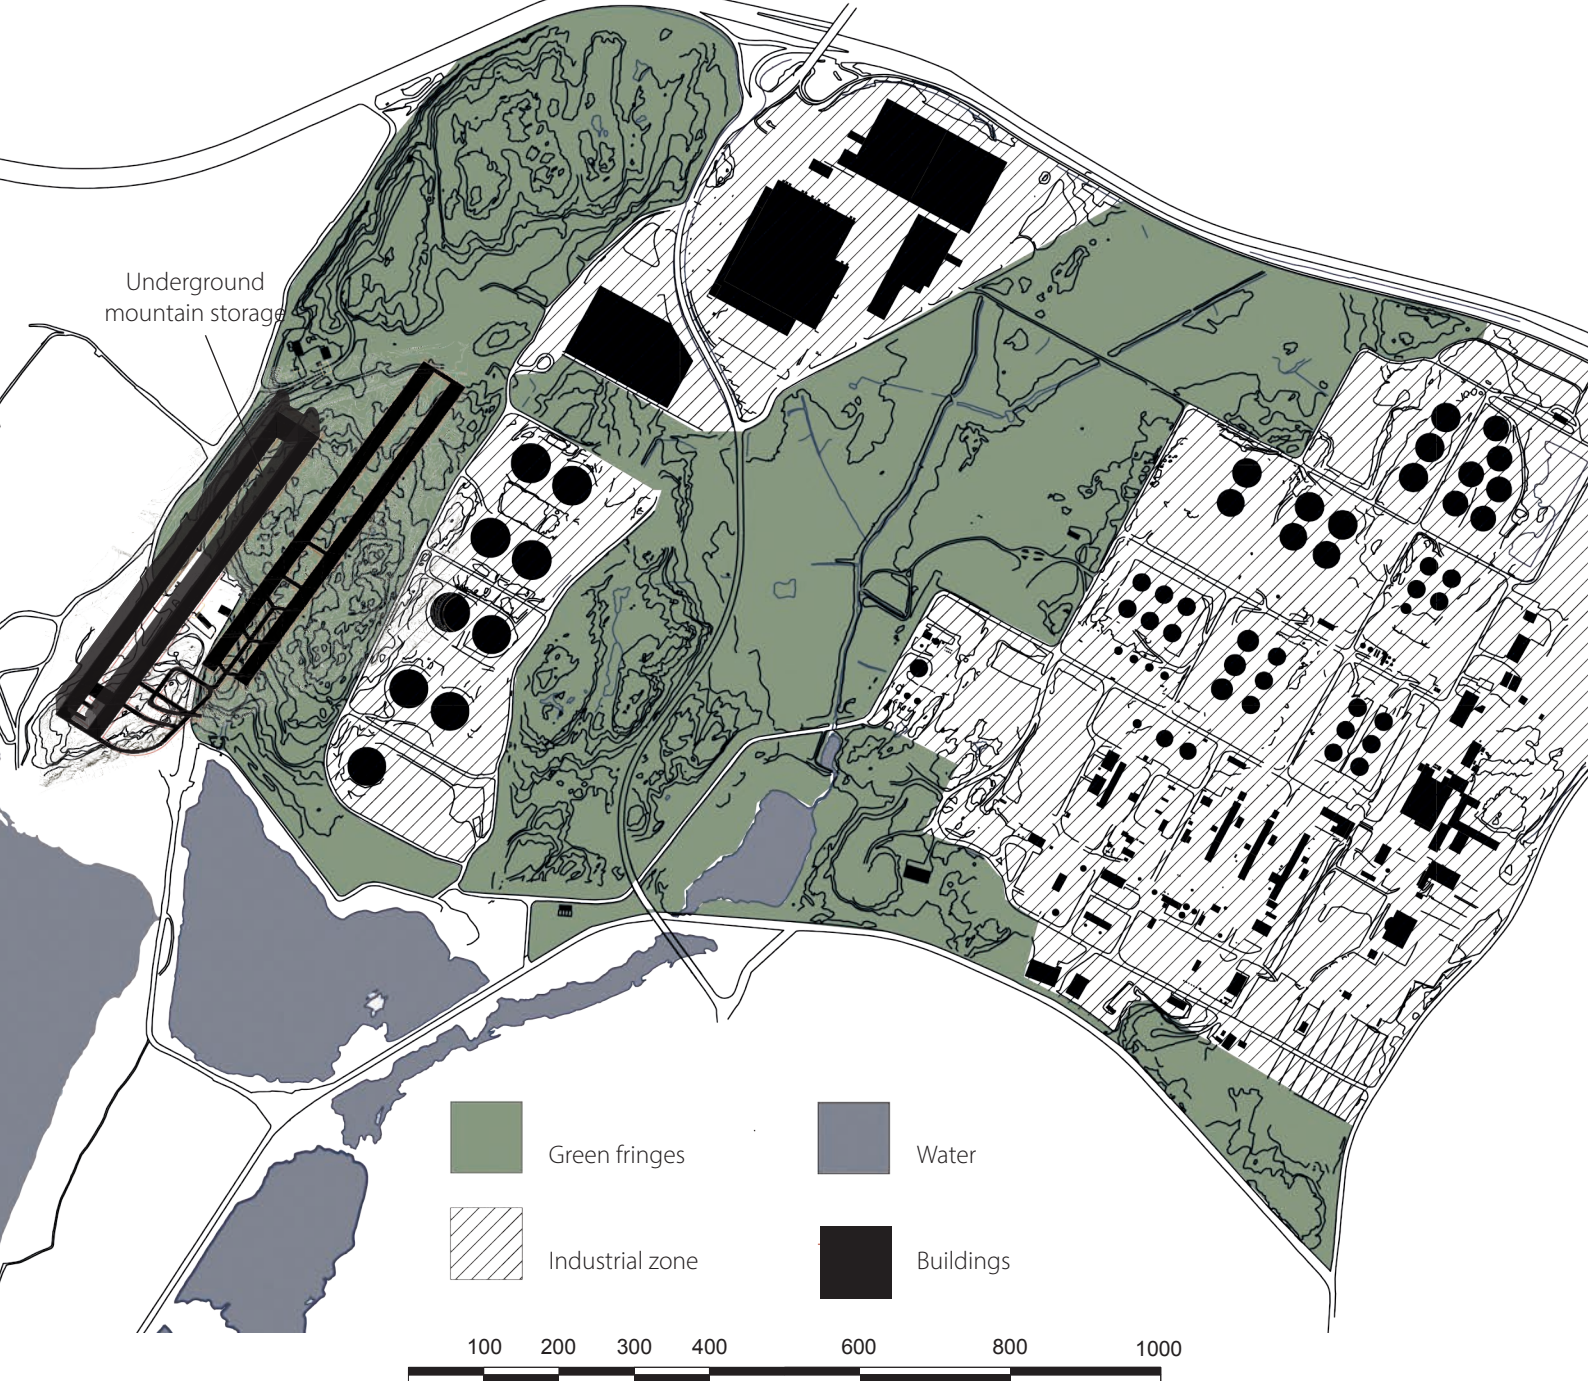 Underground
mountain storage
Green fringes
Water
Industrial zone
Buildings
100 200 300 400 600 800 1000